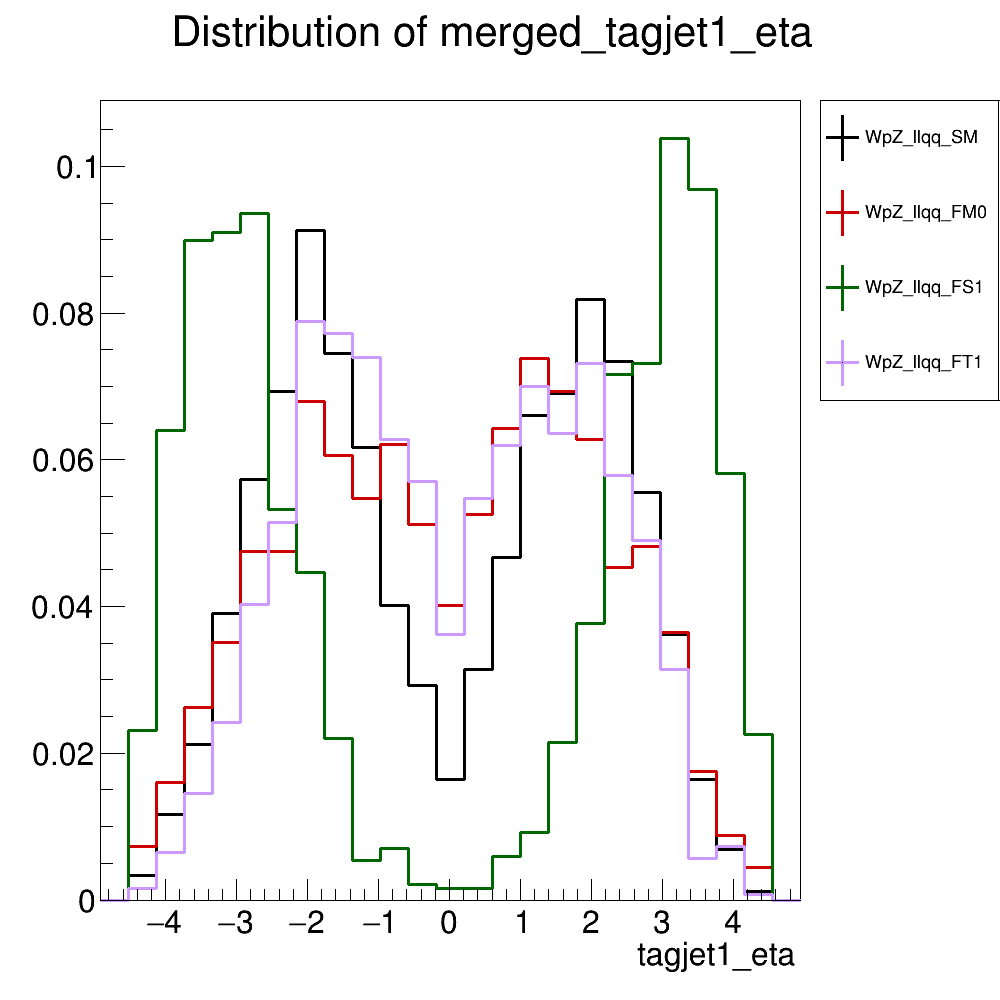 Distribution of merged_tagjet1_eta
WpZ_llqq_SM
WpZ_llqq_FM0
WpZ_llqq_FS1
WpZ_llqq_FT1
0.1
0.08
0.06
0.04
0.02
0
−4 −3 −2 −1 0 1 2 3 4
tagjet1_eta